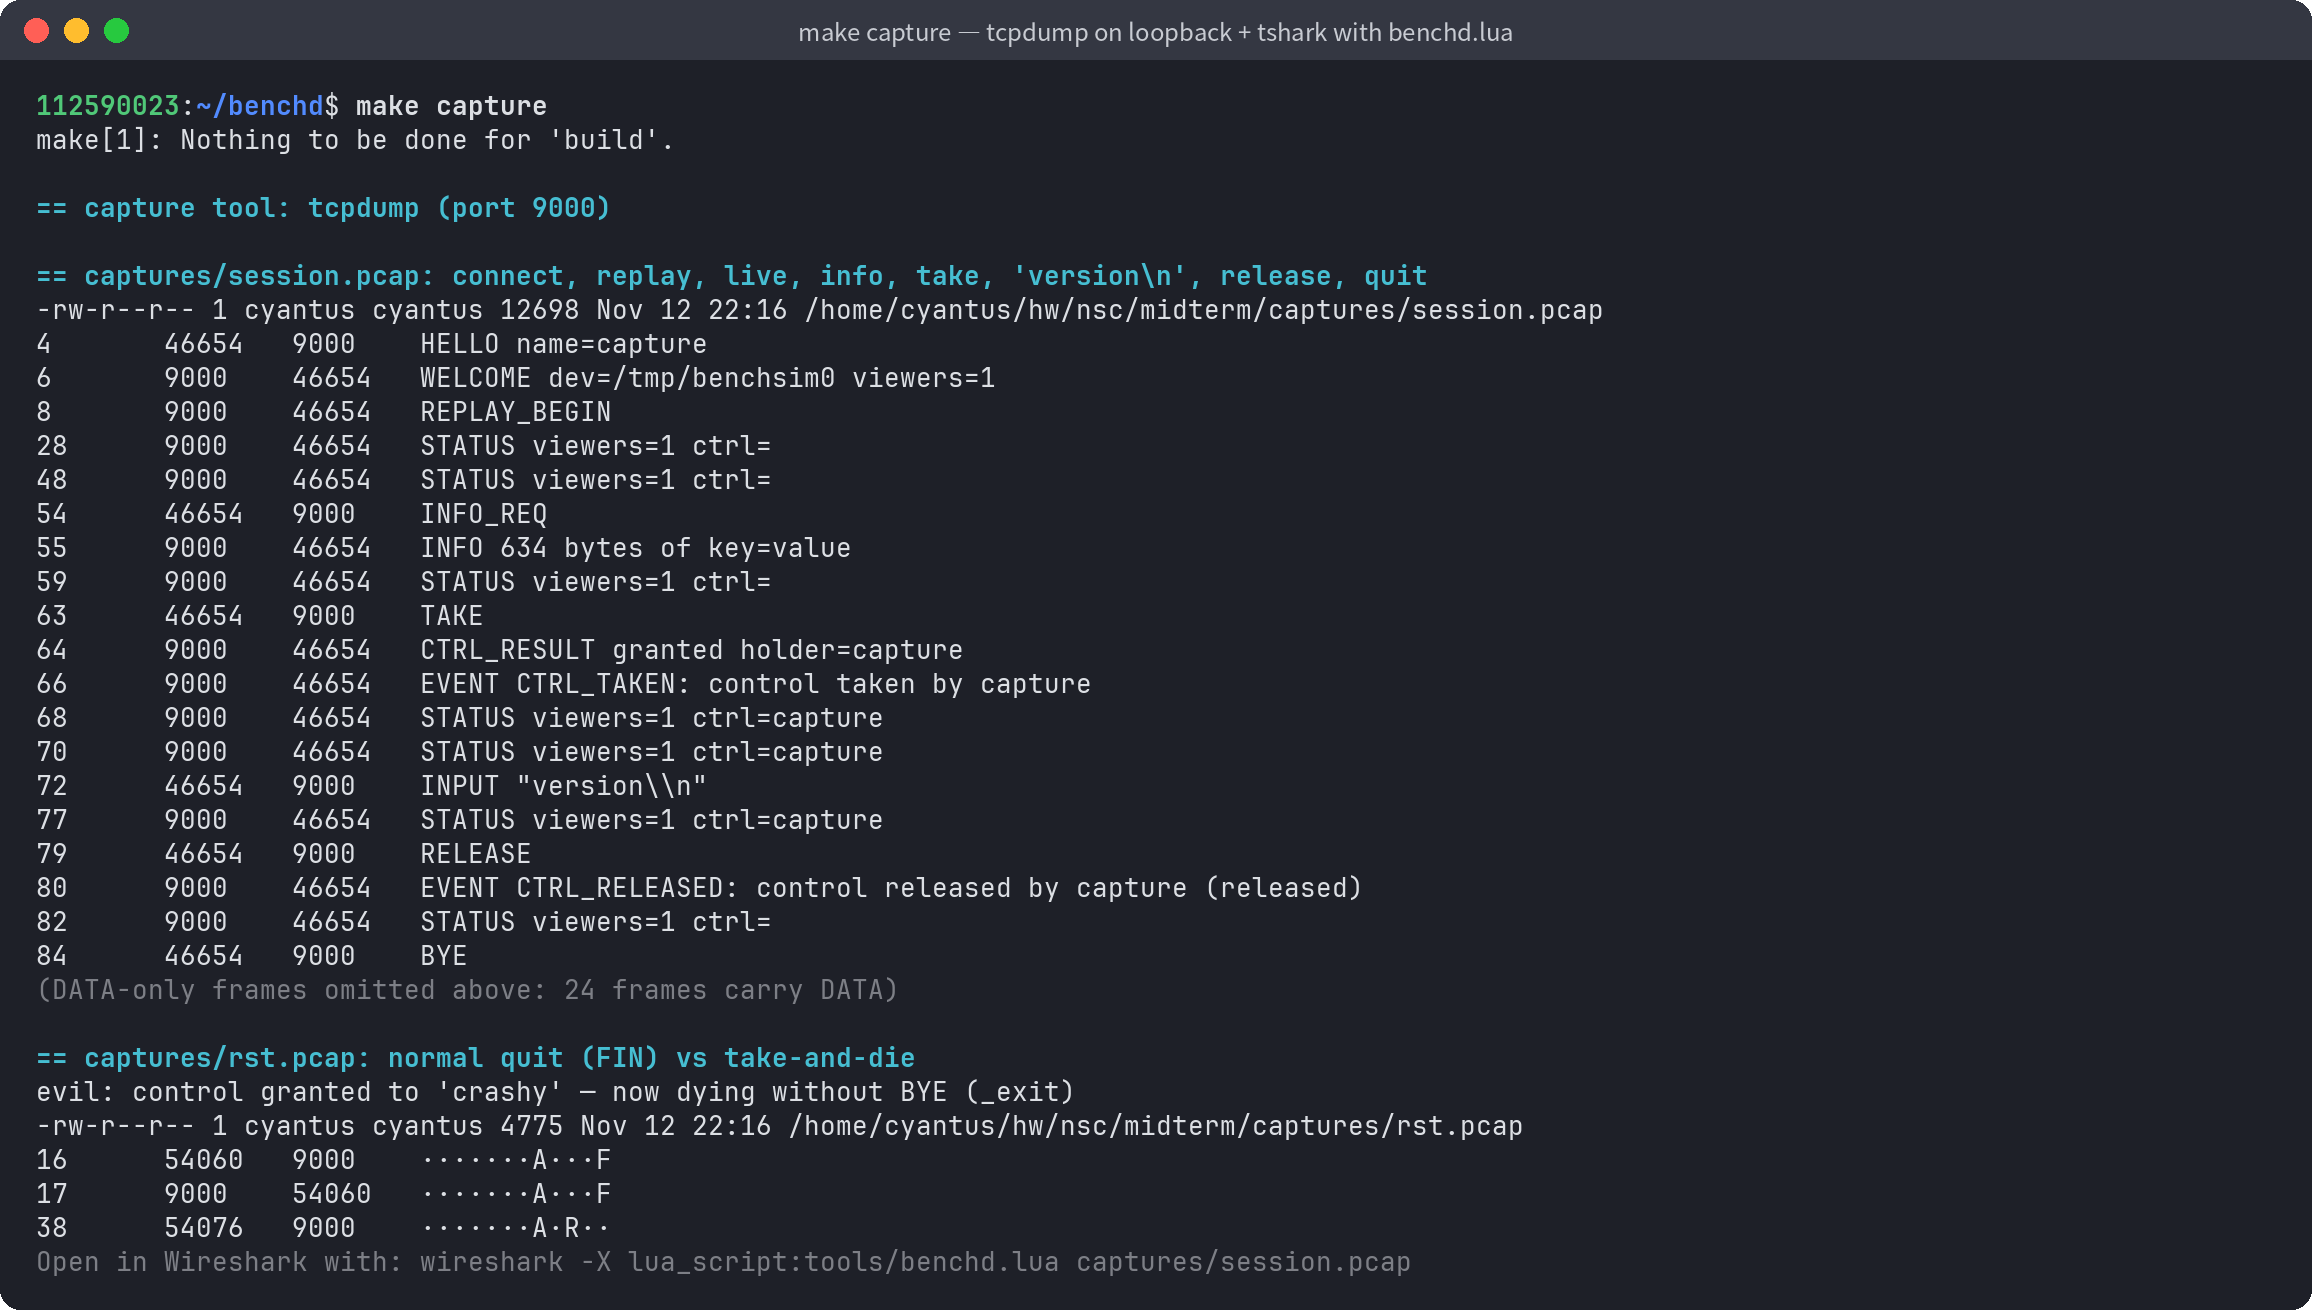 make capture — tcpdump on loopback + tshark with benchd.lua
112590023:~/benchd$ make capture
make[1]: Nothing to be done for 'build'.
== capture tool: tcpdump (port 9000)
== captures/session.pcap: connect, replay, live, info, take, 'version\n', release, quit
-rw-r--r-- 1 cyantus cyantus 12698 Nov 12 22:16 /home/cyantus/hw/nsc/midterm/captures/session.pcap
4	46654	9000	HELLO name=capture
6	9000	46654	WELCOME dev=/tmp/benchsim0 viewers=1
8	9000	46654	REPLAY_BEGIN
28	9000	46654	STATUS viewers=1 ctrl=
48	9000	46654	STATUS viewers=1 ctrl=
54	46654	9000	INFO_REQ
55	9000	46654	INFO 634 bytes of key=value
59	9000	46654	STATUS viewers=1 ctrl=
63	46654	9000	TAKE
64	9000	46654	CTRL_RESULT granted holder=capture
66	9000	46654	EVENT CTRL_TAKEN: control taken by capture
68	9000	46654	STATUS viewers=1 ctrl=capture
70	9000	46654	STATUS viewers=1 ctrl=capture
72	46654	9000	INPUT "version\\n"
77	9000	46654	STATUS viewers=1 ctrl=capture
79	46654	9000	RELEASE
80	9000	46654	EVENT CTRL_RELEASED: control released by capture (released)
82	9000	46654	STATUS viewers=1 ctrl=
84	46654	9000	BYE
(DATA-only frames omitted above: 24 frames carry DATA)
== captures/rst.pcap: normal quit (FIN) vs take-and-die
evil: control granted to 'crashy' — now dying without BYE (_exit)
-rw-r--r-- 1 cyantus cyantus 4775 Nov 12 22:16 /home/cyantus/hw/nsc/midterm/captures/rst.pcap
16	54060	9000	·······A···F
17	9000	54060	·······A···F
38	54076	9000	·······A·R··
Open in Wireshark with: wireshark -X lua_script:tools/benchd.lua captures/session.pcap